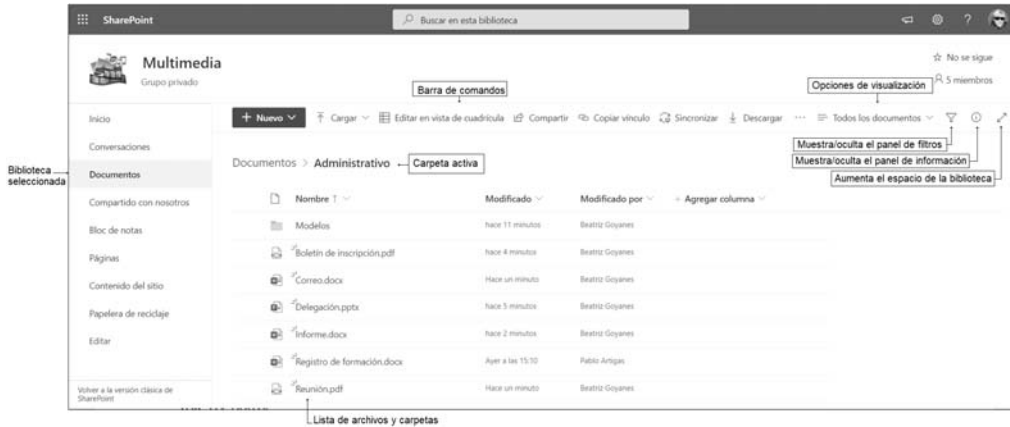 SharePoint
Buscar en esta biblioteca
?
Multimedia
Grupo privado
No se sigue
5 miembros
Barra de comandos
Opciones de visualización
+ Nuevo Cargar Editar en vista de cuadrícula Compartir Copiar vínculo Sincronizar Descargar ... Todos los documentos
Muestra/oculta el panel de filtros
Muestra/oculta el panel de información
Aumenta el espacio de la biblioteca
Biblioteca seleccionada
Inicio
Conversaciones
Documentos
Compartido con nosotros
Bloc de notas
Páginas
Contenido del sitio
Papelera de reciclaje
Editar
Volver a la versión clásica de
SharePoint
Documentos > Administrativo
Carpeta activa
Nombre ↑ Modificado Modificado por + Agregar columna
Modelos hace 11 minutos Beatriz Goyanes
Boletín de inscripción.pdf hace 4 minutos Beatriz Goyanes
Correo.docx Hace un minuto Beatriz Goyanes
Delegación.pptx hace 5 minutos Beatriz Goyanes
Informe.docx hace 2 minutos Beatriz Goyanes
Registro de formación.docx Ayer a las 15:10 Pablo Artigas
Reunión.pdf Hace un minuto Beatriz Goyanes
Lista de archivos y carpetas